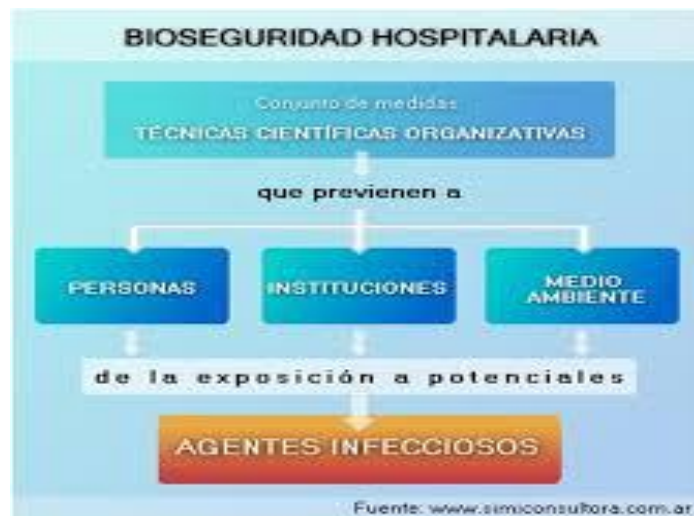 BIOSEGURIDAD HOSPITALARIA
Conjunto de medidas
TÉCNICAS CIENTÍFICAS ORGANIZATIVAS
que previenen a
PERSONAS
INSTITUCIONES
MEDIO
AMBIENTE
de la exposición a potenciales
AGENTES INFECCIOSOS
Fuente: www.simiconsultora.com.ar